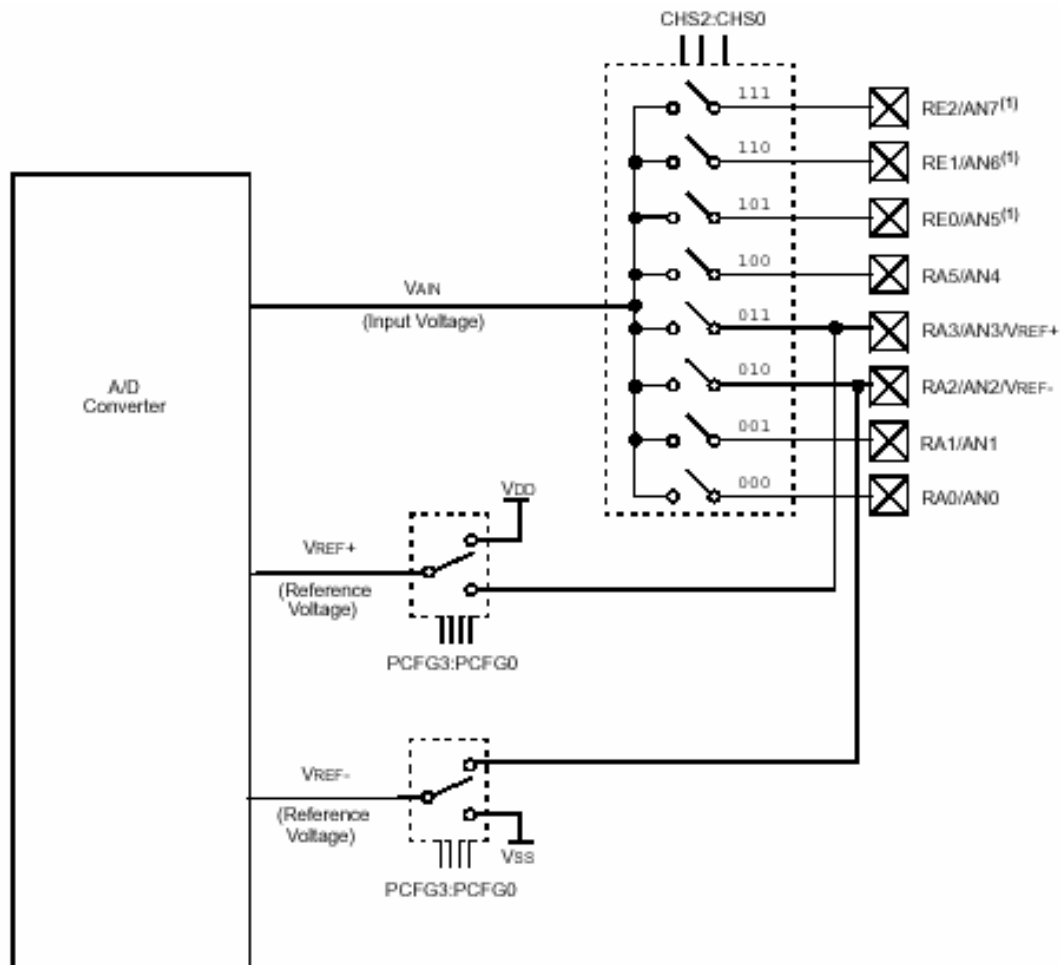 CHS2:CHS0
111
RE2/AN7(1)
110
RE1/AN6(1)
101
RE0/AN5(1)
100
RA5/AN4
VAIN
(Input Voltage)
011
RA3/AN3/VREF+
010
RA2/AN2/VREF-
A/D
Converter
001
RA1/AN1
000
RA0/AN0
VDD
VREF+
(Reference
Voltage)
PCFG3:PCFG0
VREF-
(Reference
Voltage)
VSS
PCFG3:PCFG0